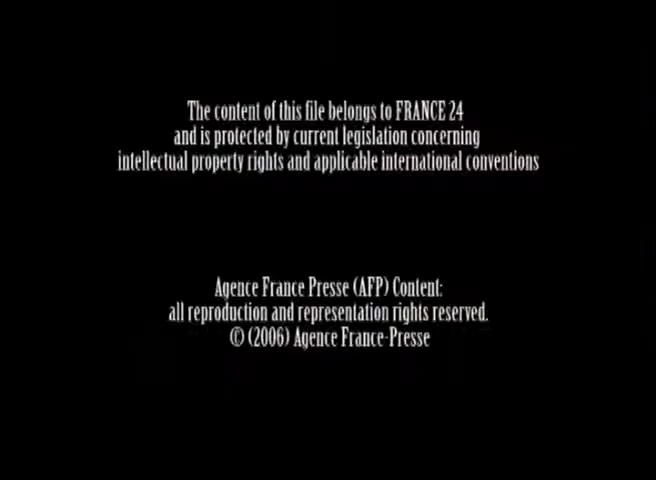 The content of this file belongs to FRANCE 24
and is protected by current legislation concerning
intellectual property rights and applicable international conventions
Agence France Presse (AFP) Content:
all reproduction and representation rights reserved.
© (2006) Agence France-Presse